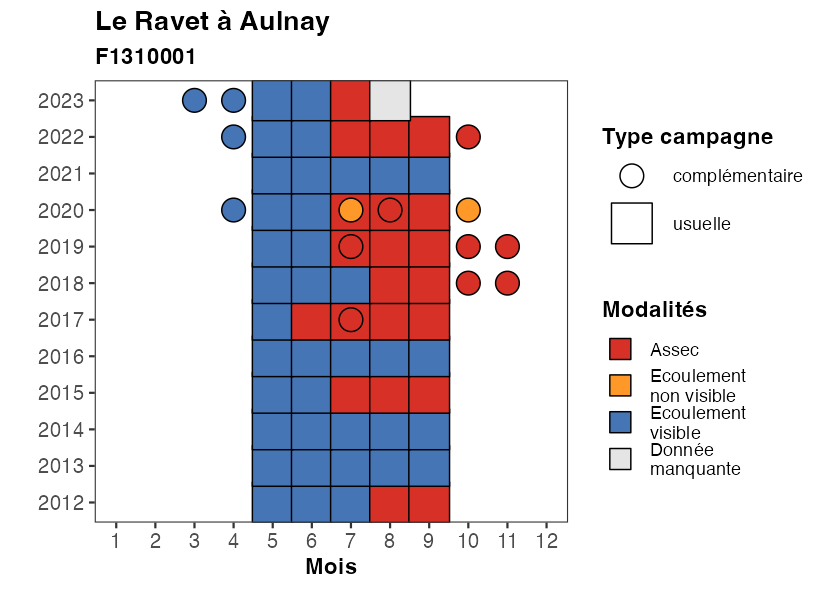 Le Ravet à Aulnay
F1310001
2023
2022
2021
2020
2019
2018
2017
2016
2015
2014
2013
2012
1 2 3 4 5 6 7 8 9 10 11 12
Mois
Type campagne
complémentaire
usuelle
Modalités
Assec
Ecoulement
non visible
Ecoulement
visible
Donnée
manquante